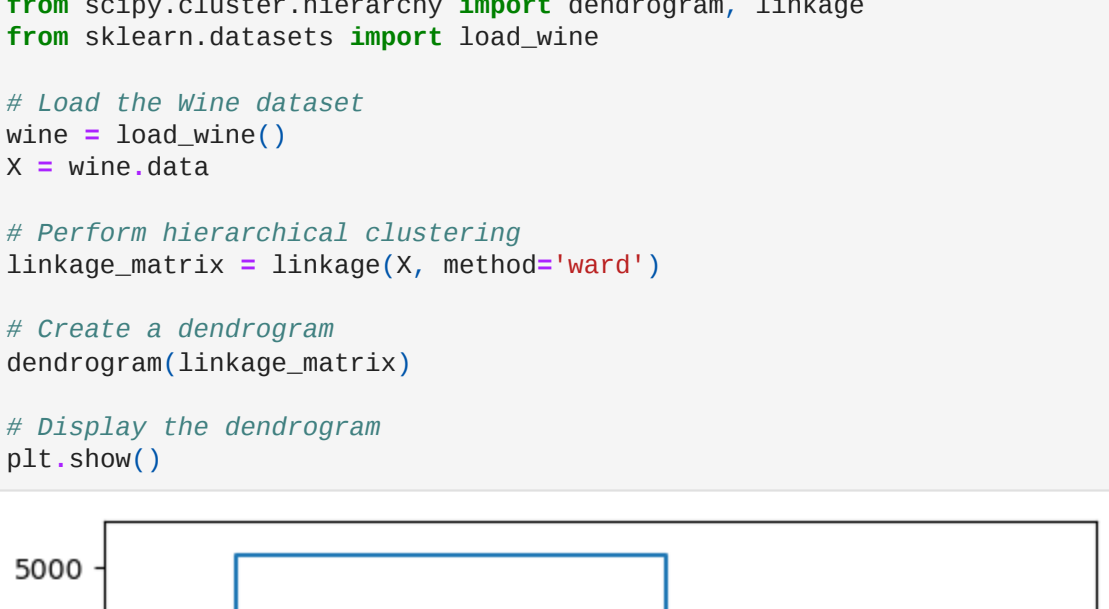 from scipy.cluster.hierarchy import dendrogram, linkage
from sklearn.datasets import load_wine
# Load the Wine dataset
wine = load_wine()
X = wine.data
# Perform hierarchical clustering
linkage_matrix = linkage(X, method='ward')
# Create a dendrogram
dendrogram(linkage_matrix)
# Display the dendrogram
plt.show()
5000